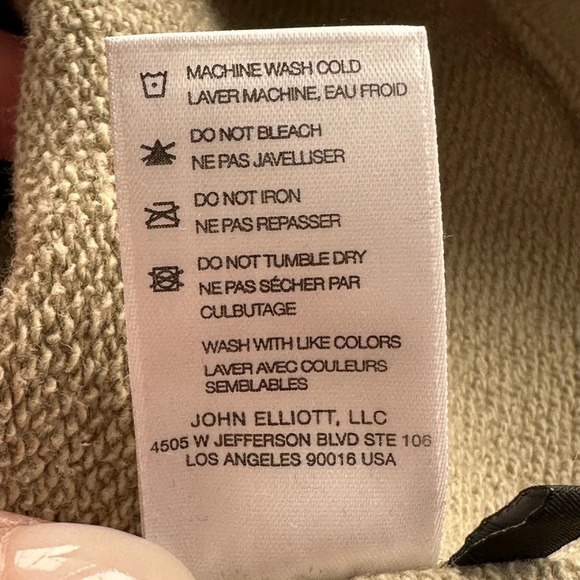 MACHINE WASH COLD
LAVER MACHINE, EAU FROID
DO NOT BLEACH
NE PAS JAVELLISER
DO NOT IRON
NE PAS REPASSER
DO NOT TUMBLE DRY
NE PAS SÉCHER PAR
CULBUTAGE
WASH WITH LIKE COLORS
LAVER AVEC COULEURS
SEMBLABLES
JOHN ELLIOTT, LLC
4505 W JEFFERSON BLVD STE 106
LOS ANGELES 90016 USA